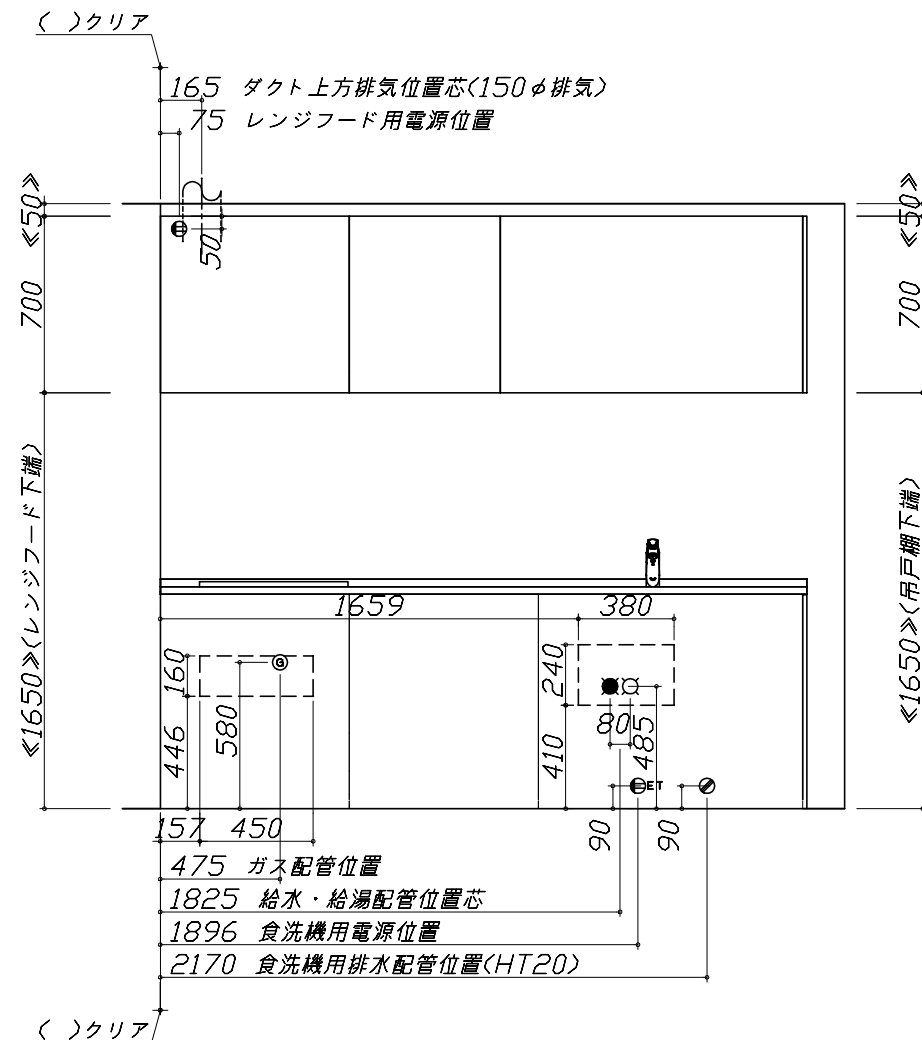 ( )クリア
165 ダクト上方排気位置芯(150φ排気)
75 レンジフード用電源位置
≪50≫
≪50≫
50
700
700
≪1650≫(レンジフード下端)
≪1650≫(吊戸棚下端)
1659
380
160
G
240
580
80
485
446
410
ET
90
90
157
450
475 ガス配管位置
1825 給水・給湯配管位置芯
1896 食洗機用電源位置
2170 食洗機用排水配管位置(HT20)
( )クリア